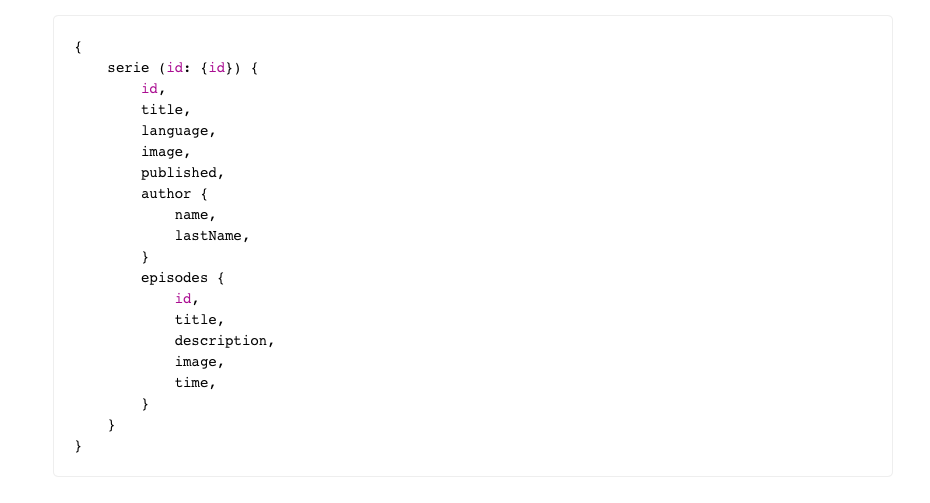 {
    serie (id: {id}) {
        id,
        title,
        language,
        image,
        published,
        author {
            name,
            lastName,
        }
        episodes {
            id,
            title,
            description,
            image,
            time,
        }
    }
}